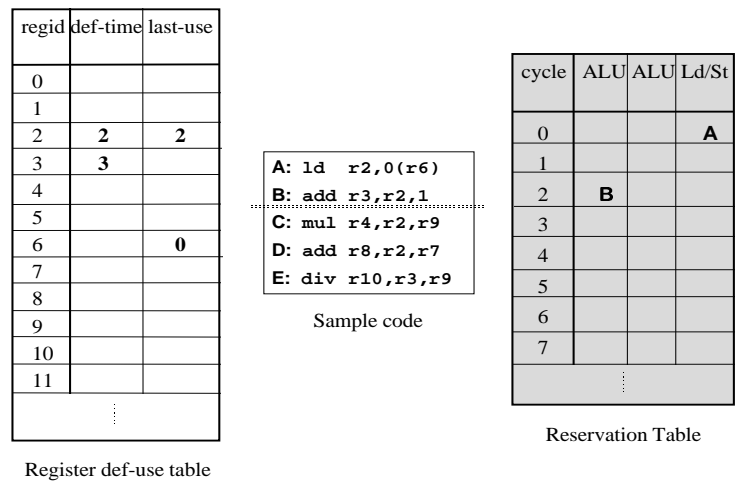 regid def-time last-use
0
1
2 2 2
3 3
4
5
6 0
7
8
9
10
11
Register def-use table
A: ld r2,0(r6)
B: add r3,r2,1
C: mul r4,r2,r9
D: add r8,r2,r7
E: div r10,r3,r9
Sample code
cycle ALU ALU Ld/St
0 A
1
2 B
3
4
5
6
7
Reservation Table